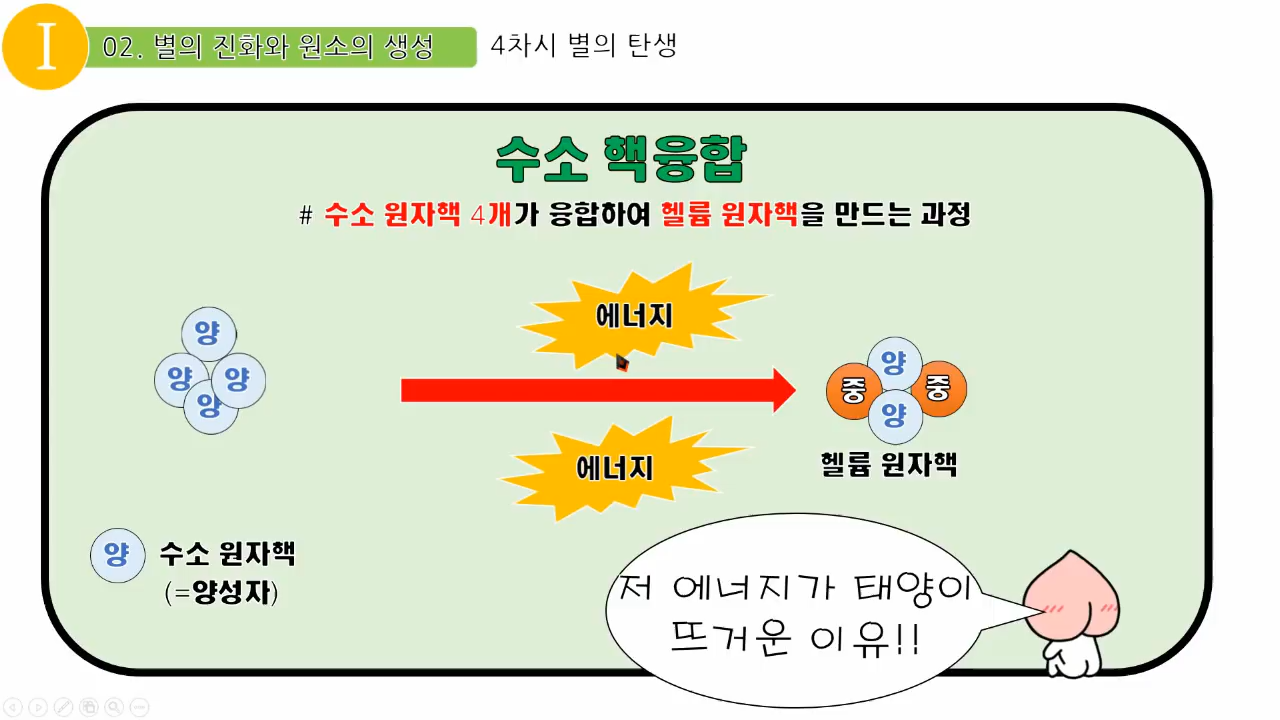 I
02. 별의 진화와 원소의 생성
4차시 별의 탄생
수소 핵융합
# 수소 원자핵 4개가 융합하여 헬륨 원자핵을 만드는 과정
에너지
양
양
양
양
양
중
중
양
에너지
헬륨 원자핵
양
수소 원자핵
(=양성자)
저 에너지가 태양이
뜨거운 이유!!